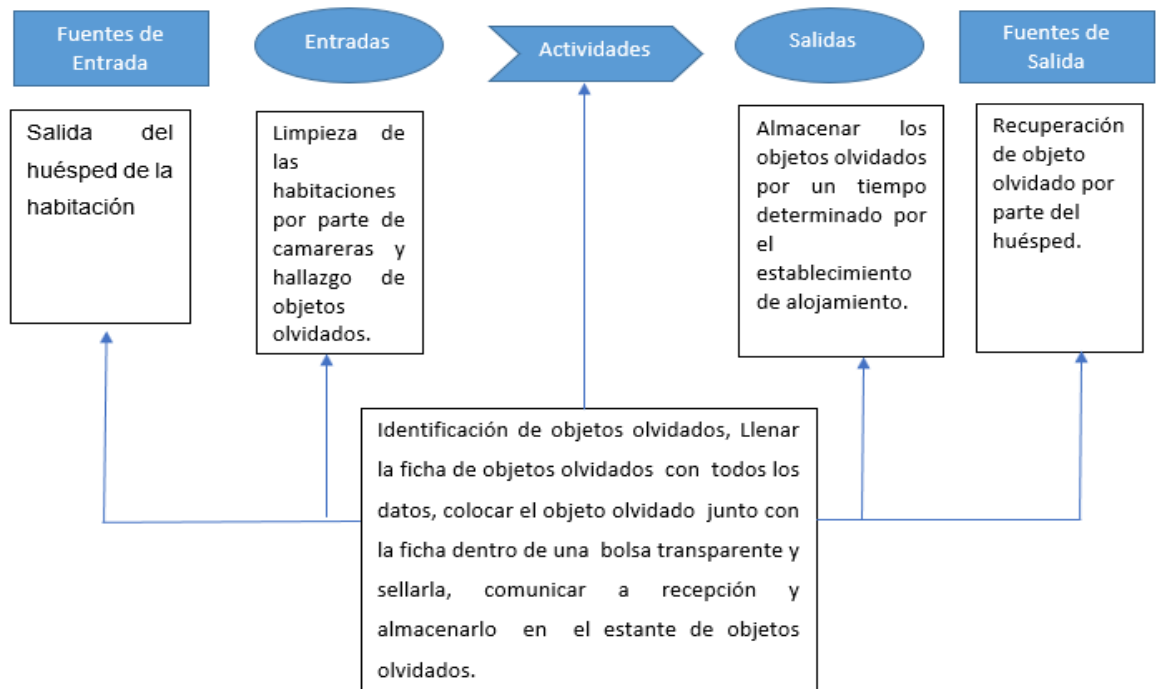 Fuentes de
Entrada
Entradas
Actividades
Salidas
Fuentes de
Salida
Salida del
huésped de la
habitación
Limpieza de
las
habitaciones
por parte de
camareras y
hallazgo de
objetos
olvidados.
Almacenar los
objetos olvidados
por un tiempo
determinado por
el
establecimiento
de alojamiento.
Recuperación
de objeto
olvidado por
parte del
huésped.
Identificación de objetos olvidados, Llenar
la ficha de objetos olvidados con todos los
datos, colocar el objeto olvidado junto con
la ficha dentro de una bolsa transparente y
sellarla, comunicar a recepción y
almacenarlo en el estante de objetos
olvidados.